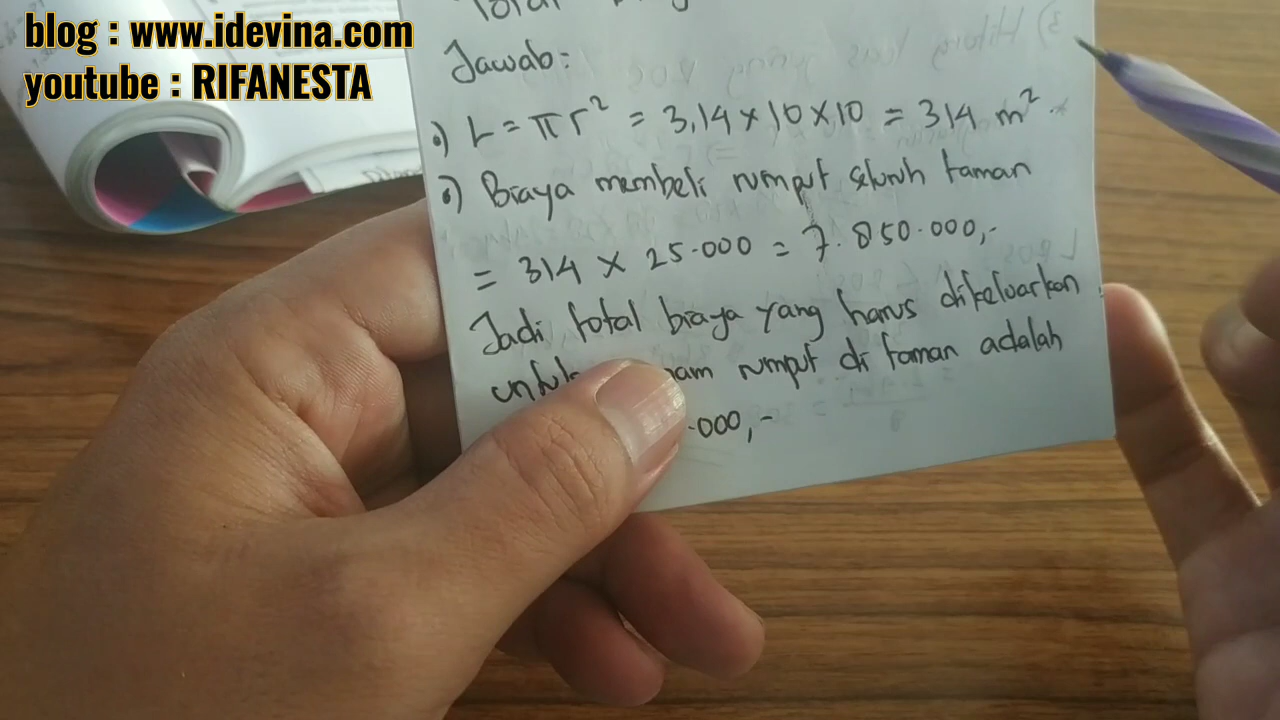 blog : www.idevina.com
youtube : RIFANESTA
Total
Jawab:
•) L = πr² = 3,14 × 10 × 10 = 314 m².
•) Biaya membeli rumput seluruh taman
= 314 × 25.000 = 7.850.000,-
Jadi total biaya yang harus dikeluarkan
rumput di taman adalah
.000,-